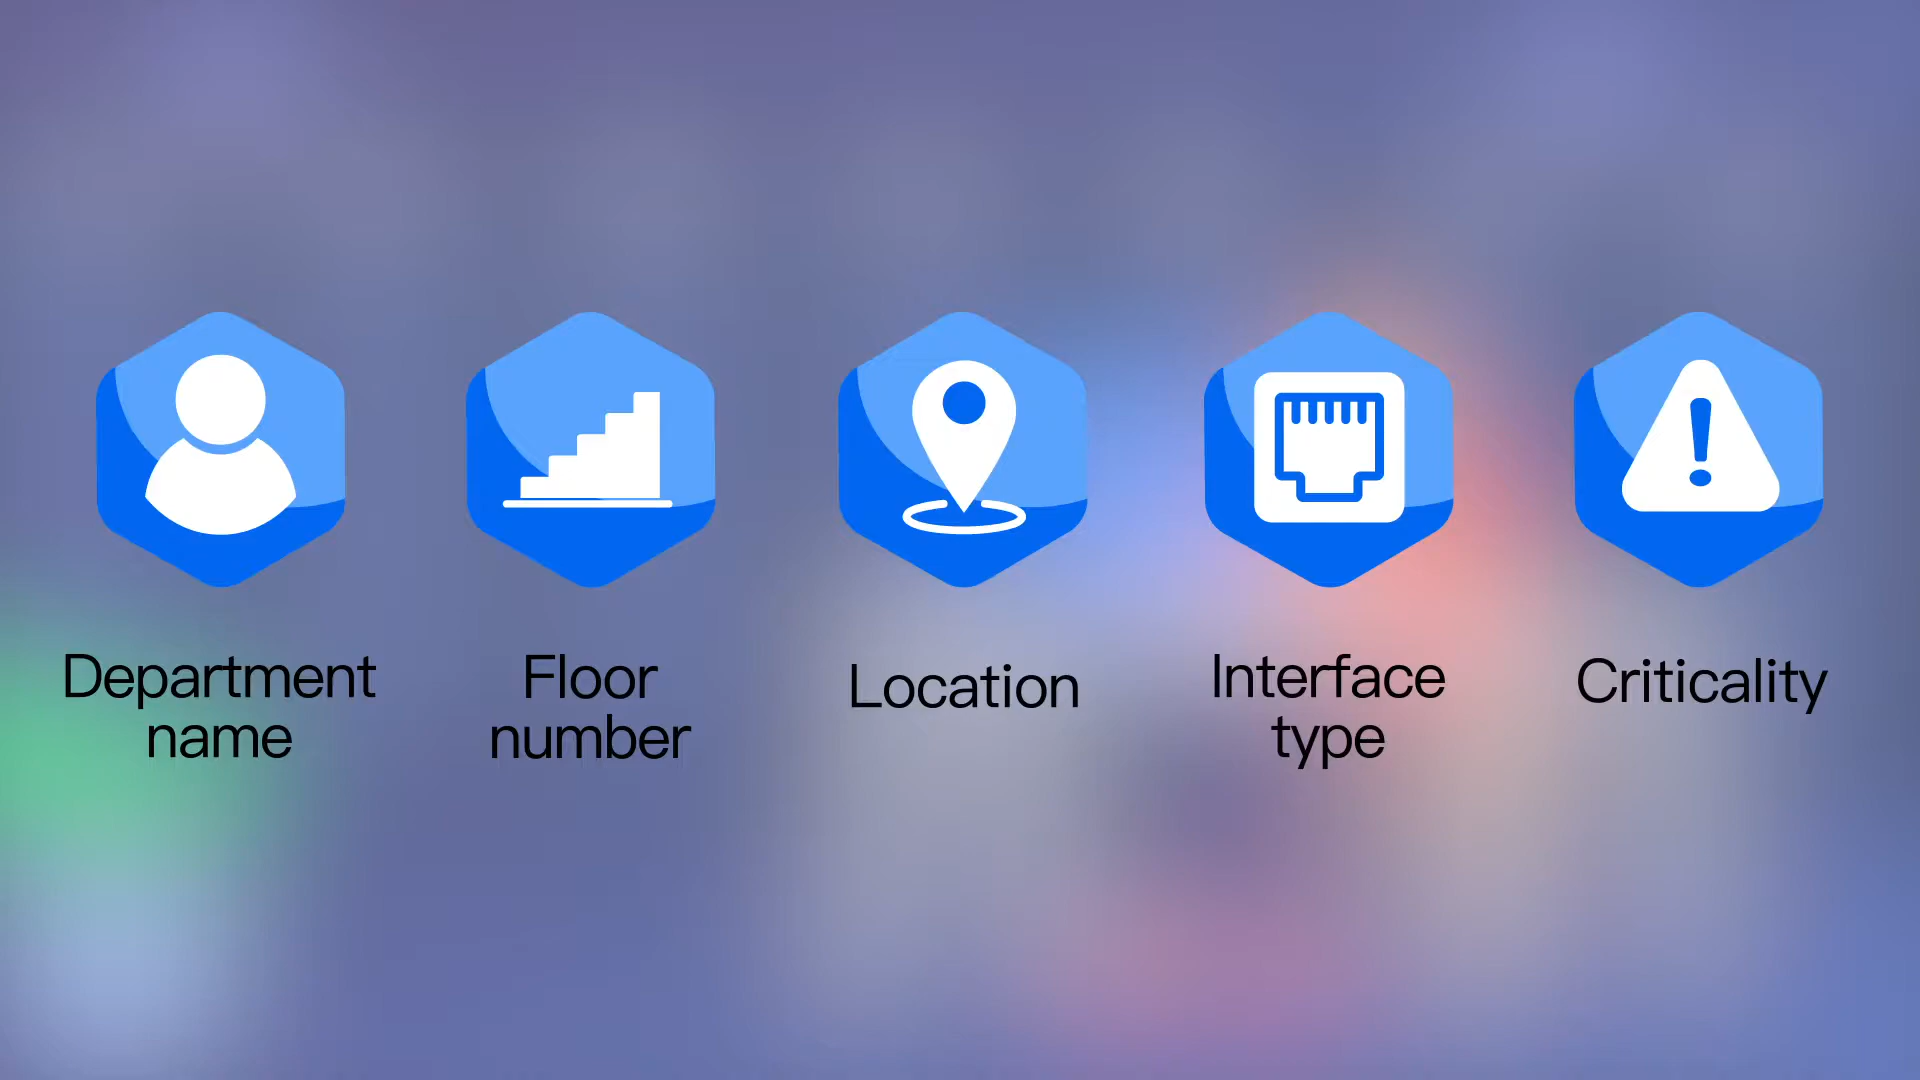 Department
name
Floor
number
Location
Interface
type
Criticality